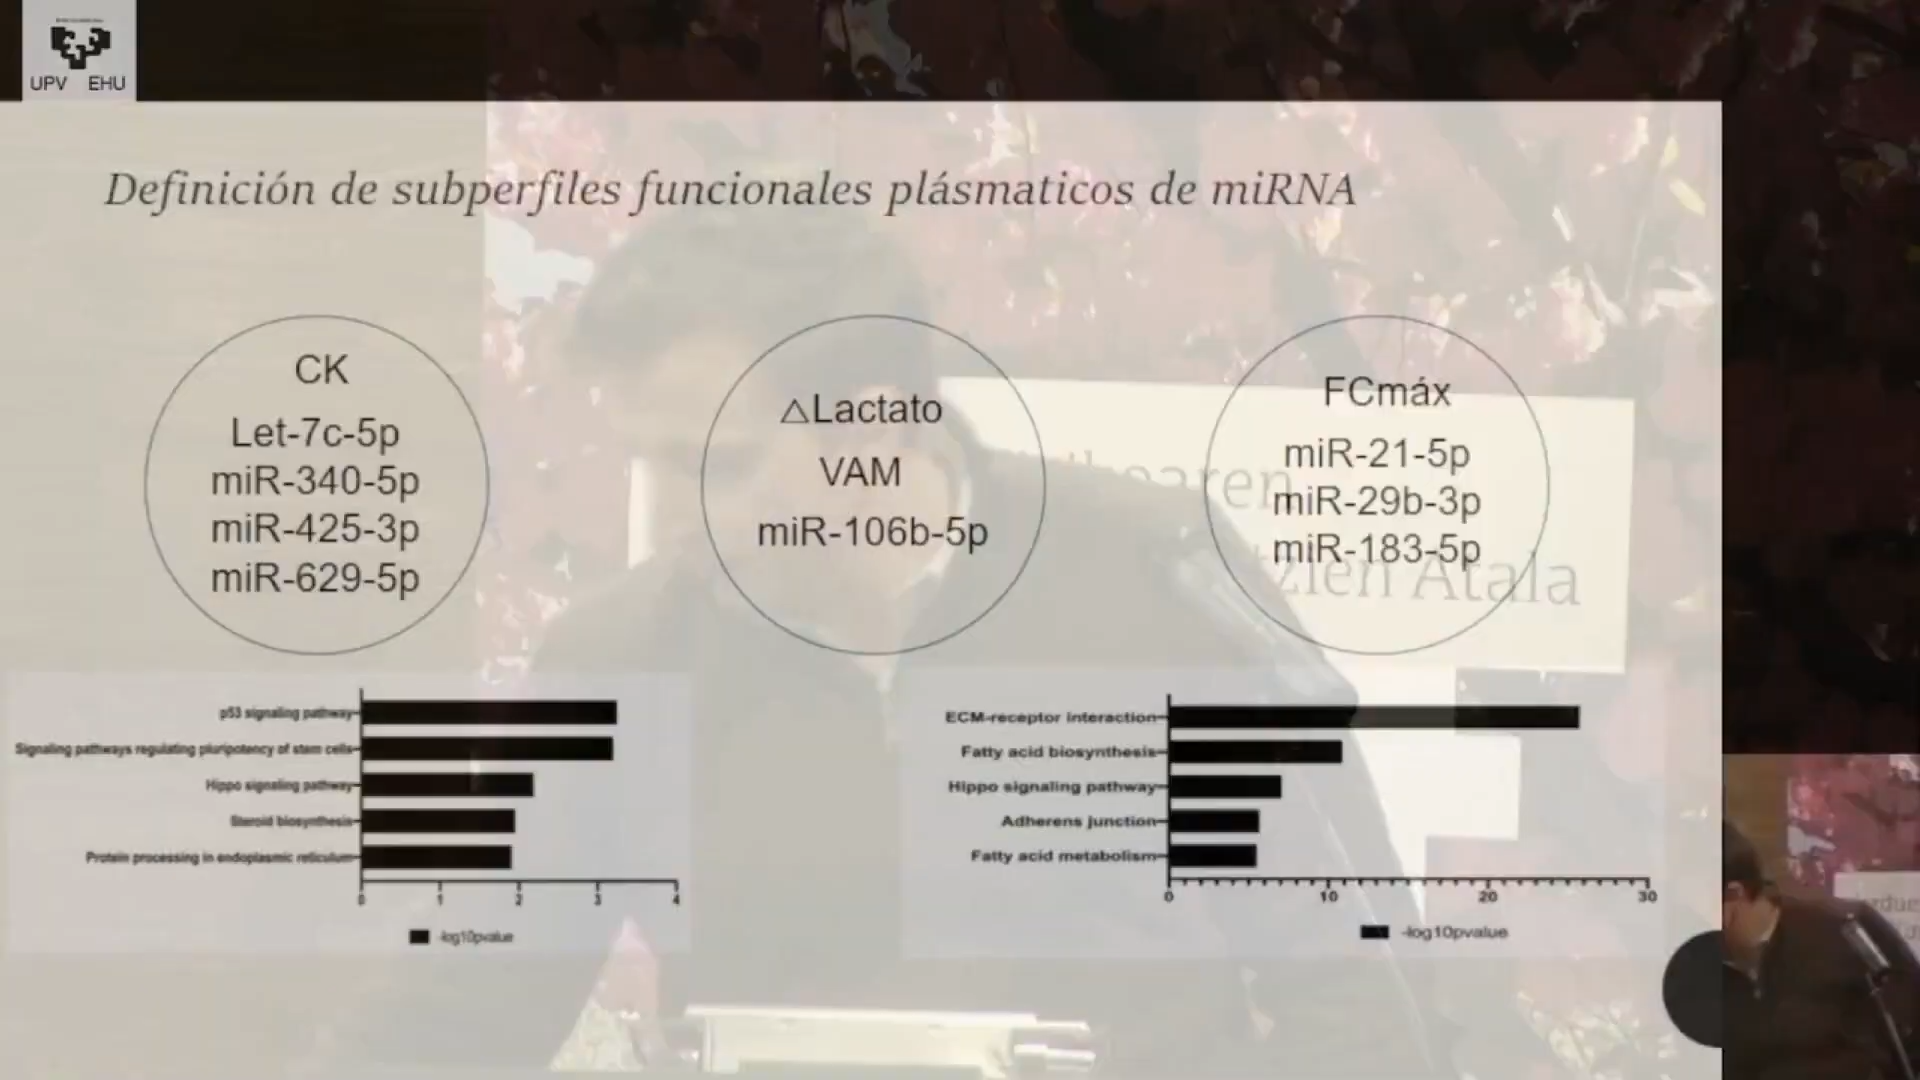 UPV EHU
Definición de subperfiles funcionales plásmaticos de miRNA
CK
Let-7c-5p
miR-340-5p
miR-425-3p
miR-629-5p
△Lactato
VAM
miR-106b-5p
FCmáx
miR-21-5p
miR-29b-3p
miR-183-5p
Atala
p53 signaling pathway
Signaling pathways regulating pluripotency of stem cells
Hippo signaling pathway
Steroid biosynthesis
Protein processing in endoplasmic reticulum
0 1 2 3 4
-log10pvalue
ECM-receptor interaction
Fatty acid biosynthesis
Hippo signaling pathway
Adherens junction
Fatty acid metabolism
0 10 20 30
-log10pvalue